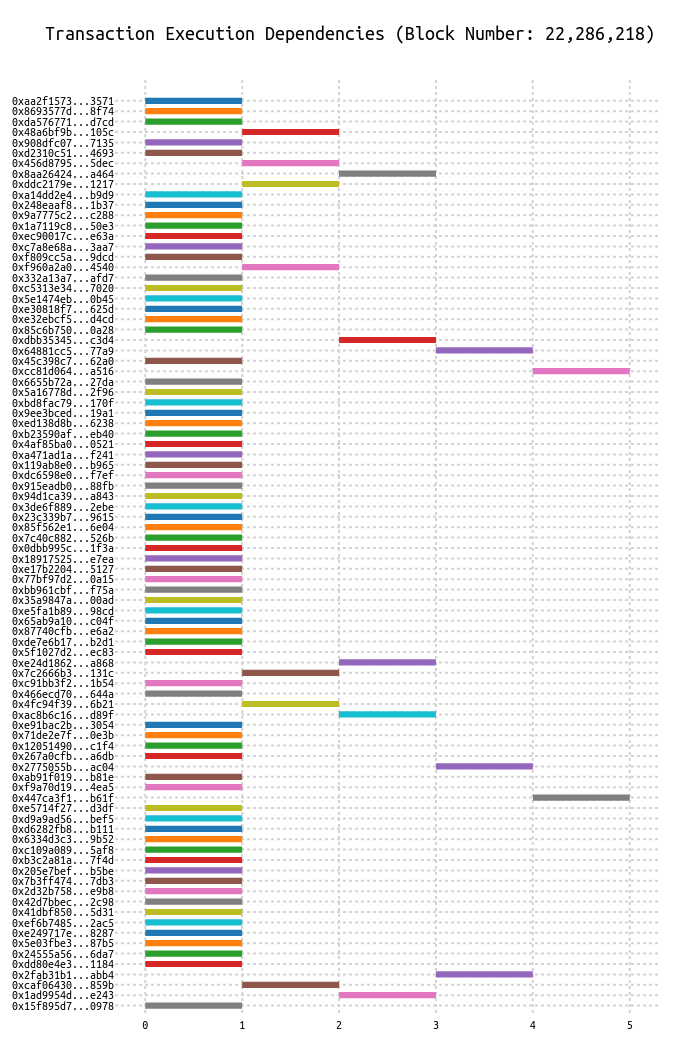 Transaction Execution Dependencies (Block Number: 22,286,218)
0xaa2f1573...3571
0x8693577d...8f74
0xda576771...d7cd
0x48a6bf9b...105c
0x908dfc07...7135
0xd2310c51...4693
0x456d8795...5dec
0x8aa26424...a464
0xddc2179e...1217
0xa14dd2e4...b9d9
0x248eaaf8...1b37
0x9a7775c2...c288
0x1a7119c8...50e3
0xec90017c...e63a
0xc7a8e68a...3aa7
0xf809cc5a...9dcd
0xf960a2a0...4540
0x332a13a7...afd7
0xc5313e34...7020
0x5e1474eb...0b45
0xe30818f7...625d
0xe32ebcf5...d4cd
0x85c6b750...0a28
0xdbb35345...c3d4
0x64881cc5...77a9
0x45c398c7...62a0
0xcc81d064...a516
0x6655b72a...27da
0x5a16778d...2f96
0xbd8fac79...170f
0x9ee3bced...19a1
0xed138d8b...6238
0xb23590af...eb40
0x4af85ba0...0521
0xa471ad1a...f241
0x119ab8e0...b965
0xdc6598e0...f7ef
0x915eadb0...88fb
0x94d1ca39...a843
0x3de6f889...2ebe
0x23c339b7...9615
0x85f562e1...6e04
0x7c40c882...526b
0x0dbb995c...1f3a
0x18917525...e7ea
0xe17b2204...5127
0x77bf97d2...0a15
0xbb961cbf...f75a
0x35a9847a...00ad
0xe5fa1b89...98cd
0x65ab9a10...c04f
0x87740cfb...e6a2
0xde7e6b17...b2d1
0x5f1027d2...ec83
0xe24d1862...a868
0x7c2666b3...131c
0xc91bb3f2...1b54
0x466ecd70...644a
0x4fc94f39...6b21
0xac8b6c16...d89f
0xe91bac2b...3054
0x71de2e7f...0e3b
0x12051490...c1f4
0x267a0cfb...a6db
0x2775055b...ac04
0xab91f019...b81e
0xf9a70d19...4ea5
0x447ca3f1...b61f
0xe5714f27...d3df
0xd9a9ad56...bef5
0xd6282fb8...b111
0x6334d3c3...9b52
0xc109a089...5af8
0xb3c2a81a...7f4d
0x205e7bef...b5be
0x7b3ff474...7db3
0x2d32b758...e9b8
0x42d7bbec...2c98
0x41dbf850...5d31
0xef6b7485...2ac5
0xe249717e...8287
0x5e03fbe3...87b5
0x24555a56...6da7
0xdd80e4e3...1184
0x2fab31b1...abb4
0xcaf06430...859b
0x1ad9954d...e243
0x15f895d7...0978
0 1 2 3 4 5